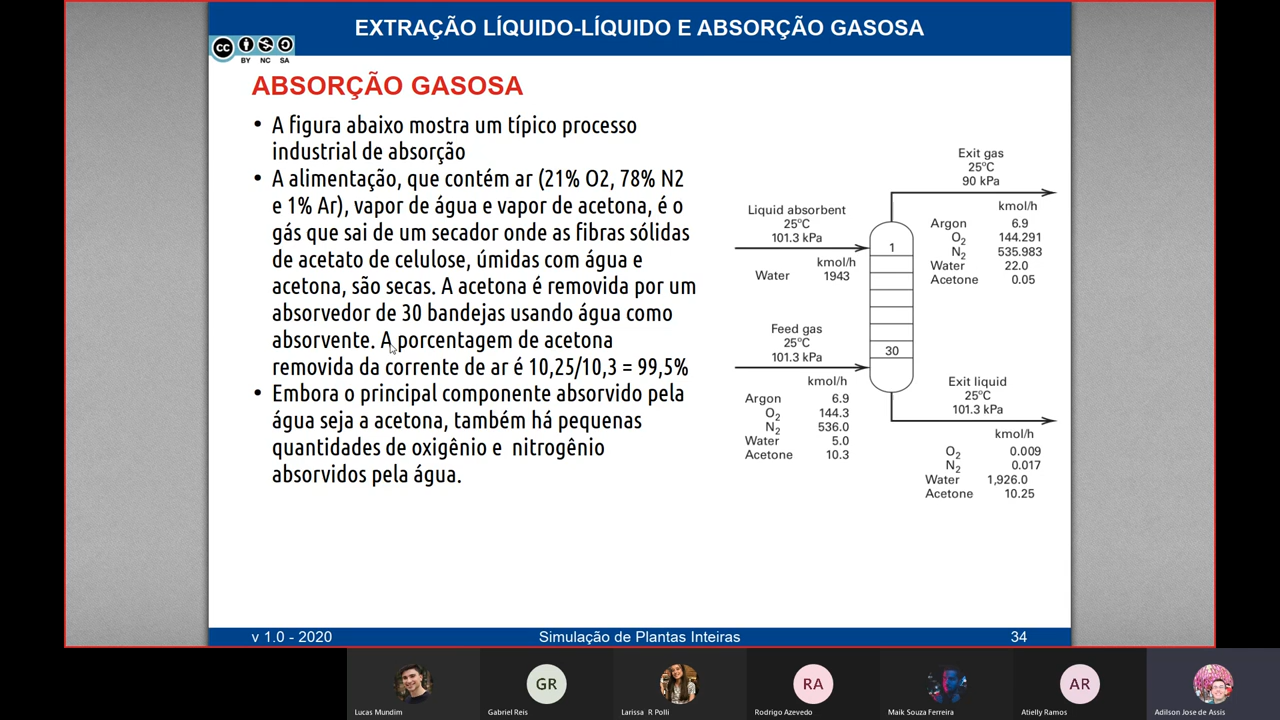 EXTRAÇÃO LÍQUIDO-LÍQUIDO E ABSORÇÃO GASOSA
cc
BY NC SA
ABSORÇÃO GASOSA
• A figura abaixo mostra um típico processo
industrial de absorção
• A alimentação, que contém ar (21% O2, 78% N2
e 1% Ar), vapor de água e vapor de acetona, é o
gás que sai de um secador onde as fibras sólidas
de acetato de celulose, úmidas com água e
acetona, são secas. A acetona é removida por um
absorvedor de 30 bandejas usando água como
absorvente. A porcentagem de acetona
removida da corrente de ar é 10,25/10,3 = 99,5%
• Embora o principal componente absorvido pela
água seja a acetona, também há pequenas
quantidades de oxigênio e nitrogênio
absorvidos pela água.
Liquid absorbent
25°C
101.3 kPa
kmol/h
Water 1943
Feed gas
25°C
101.3 kPa
kmol/h
Argon 6.9
O2 144.3
N2 536.0
Water 5.0
Acetone 10.3
1
30
Exit gas
25°C
90 kPa
kmol/h
Argon 6.9
O2 144.291
N2 535.983
Water 22.0
Acetone 0.05
Exit liquid
25°C
101.3 kPa
kmol/h
O2 0.009
N2 0.017
Water 1,926.0
Acetone 10.25
v 1.0 - 2020 Simulação de Plantas Inteiras 34
GR RA AR
Lucas Mundim Gabriel Reis Larissa R Polli Rodrigo Azevedo Maik Souza Ferreira Atielly Ramos Adilson Jose de Assis